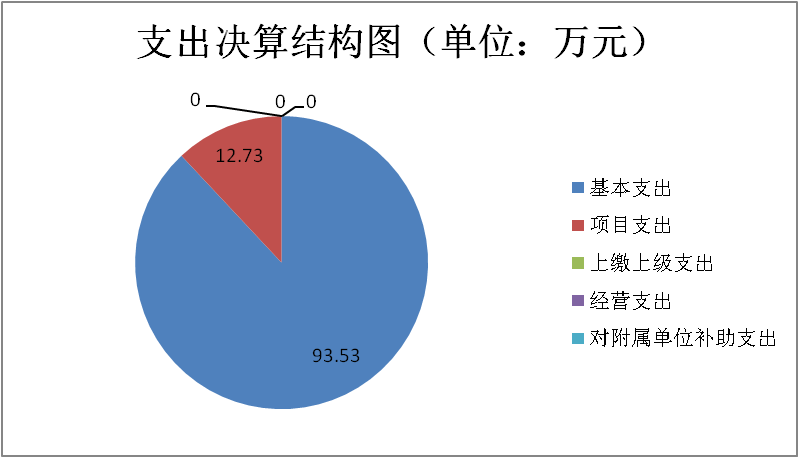 支出决算结构图（单位：万元）
0
0
0
12.73
93.53
基本支出
项目支出
上缴上级支出
经营支出
对附属单位补助支出